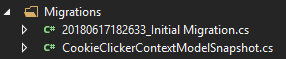 Migrations
C# 20180617182633_Initial Migration.cs
C# CookieClickerContextModelSnapshot.cs